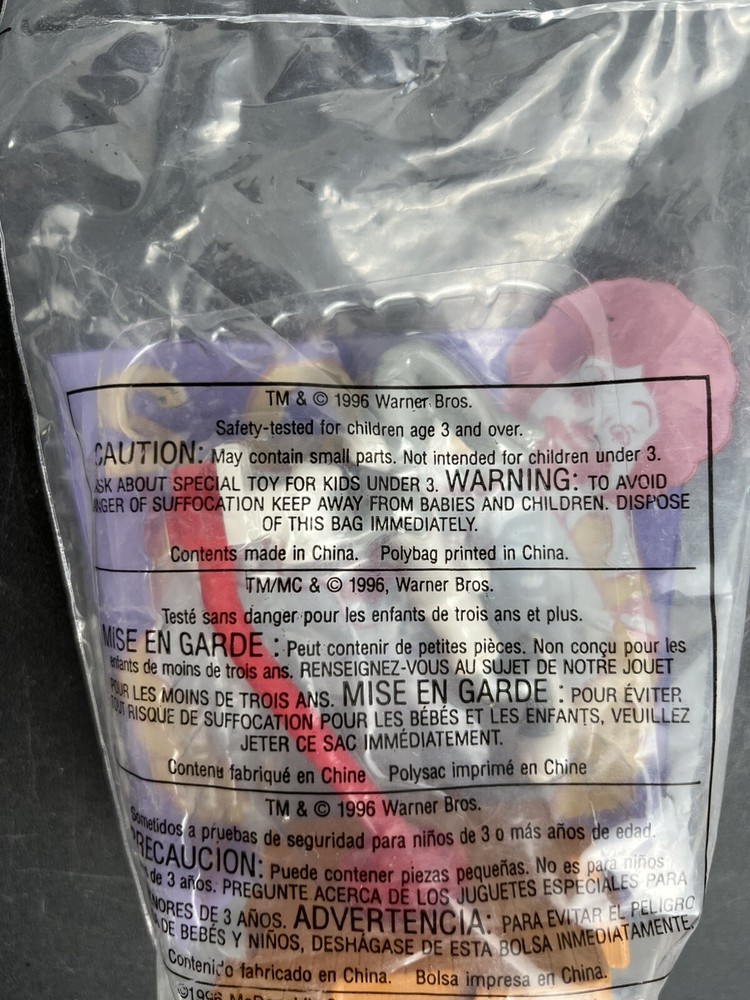 TM & © 1996 Warner Bros.
Safety-tested for children age 3 and over.
CAUTION: May contain small parts. Not intended for children under 3.
ASK ABOUT SPECIAL TOY FOR KIDS UNDER 3. WARNING: TO AVOID
DANGER OF SUFFOCATION KEEP AWAY FROM BABIES AND CHILDREN. DISPOSE
OF THIS BAG IMMEDIATELY.
Contents made in China. Polybag printed in China.
TM/MC & © 1996, Warner Bros.
Testé sans danger pour les enfants de trois ans et plus.
MISE EN GARDE : Peut contenir de petites pièces. Non conçu pour les
enfants de moins de trois ans. RENSEIGNEZ-VOUS AU SUJET DE NOTRE JOUET
POUR LES MOINS DE TROIS ANS. MISE EN GARDE : POUR ÉVITER
TOUT RISQUE DE SUFFOCATION POUR LES BÉBÉS ET LES ENFANTS, VEUILLEZ
JETER CE SAC IMMÉDIATEMENT.
Contenu fabriqué en Chine Polysac imprimé en Chine
TM & © 1996 Warner Bros.
Sometidos a pruebas de seguridad para niños de 3 o más años de edad.
PRECAUCION: Puede contener piezas pequeñas. No es para niños
de 3 años. PREGUNTE ACERCA DE LOS JUGUETES ESPECIALES PARA
MENORES DE 3 AÑOS. ADVERTENCIA: PARA EVITAR EL PELIGRO
DE BEBÉS Y NIÑOS, DESHÁGASE DE ESTA BOLSA INMEDIATAMENTE.
Contenido fabricado en China. Bolsa impresa en China.
©1996